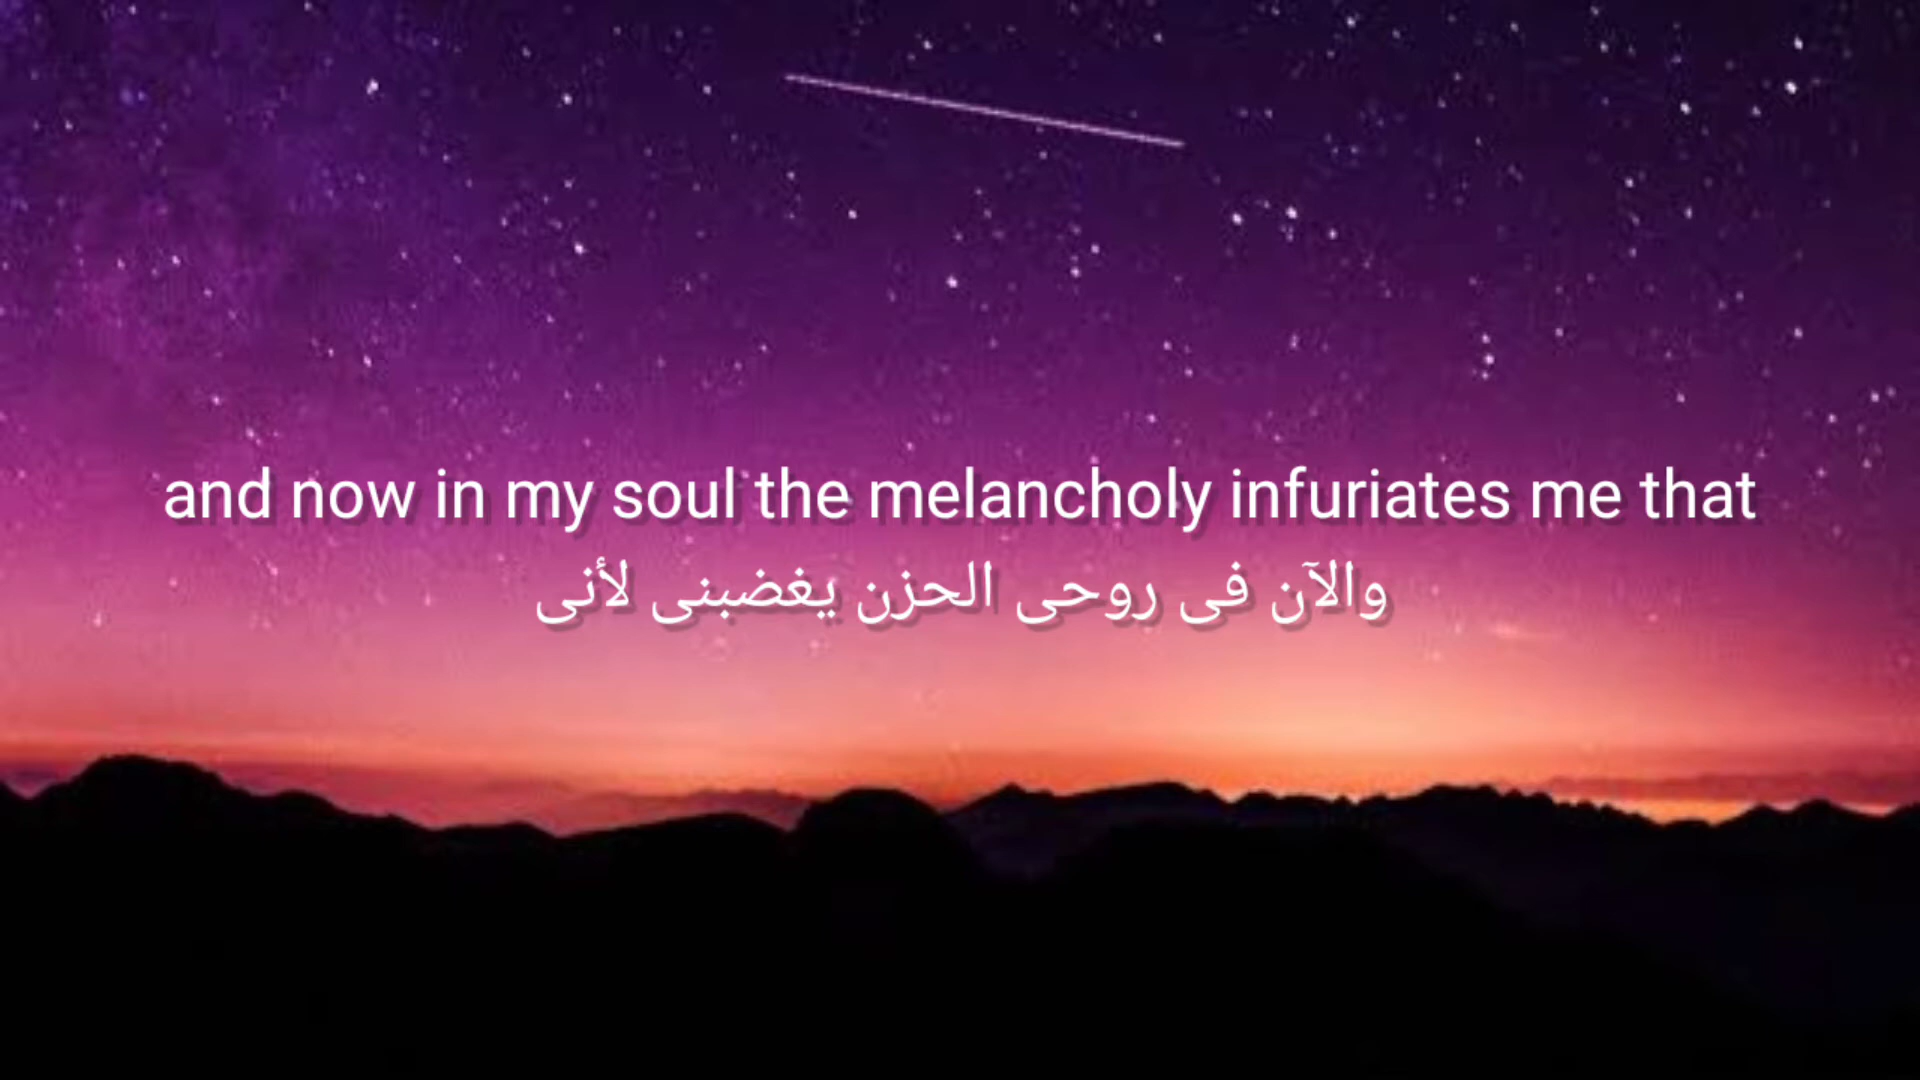 and now in my soul the melancholy infuriates me that
والآن فى روحى الحزن يغضبنى لأنى